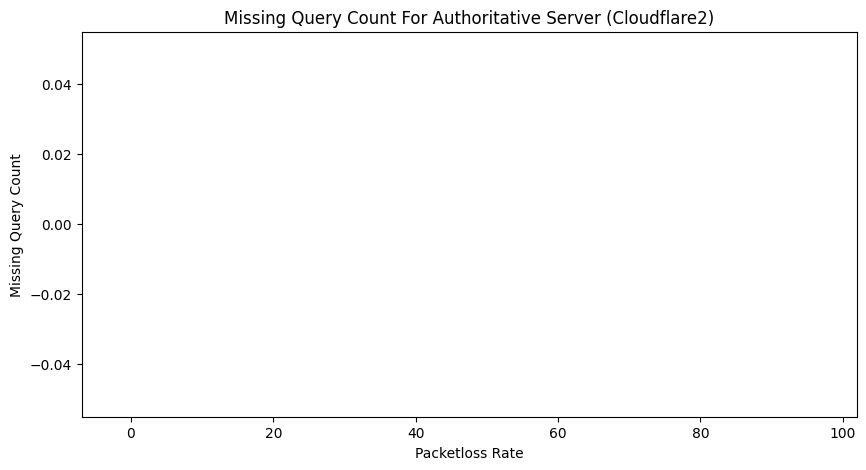 Missing Query Count For Authoritative Server (Cloudflare2)
0.04
0.02
0.00
−0.02
−0.04
Missing Query Count
0 20 40 60 80 100
Packetloss Rate